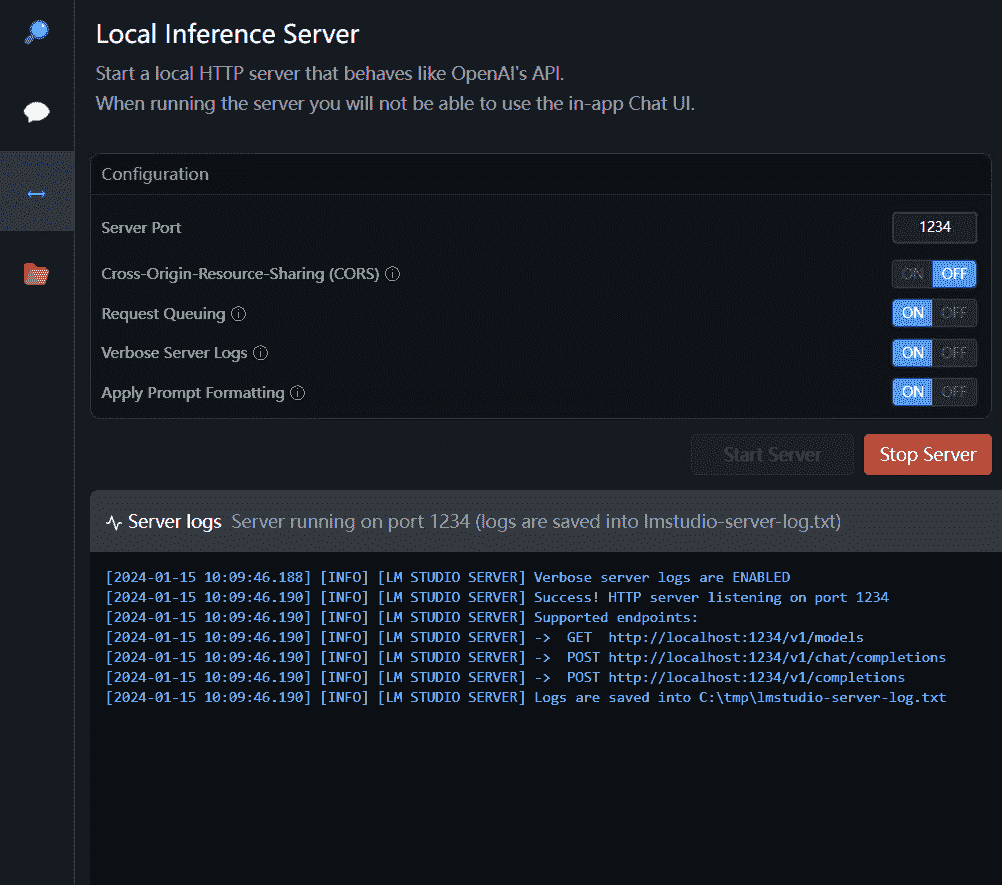 Local Inference Server
Start a local HTTP server that behaves like OpenAI's API.
When running the server you will not be able to use the in-app Chat UI.
Configuration
Server Port 1234
Cross-Origin-Resource-Sharing (CORS) ON OFF
Request Queuing ON OFF
Verbose Server Logs ON OFF
Apply Prompt Formatting ON OFF
Start Server Stop Server
Server logs Server running on port 1234 (logs are saved into lmstudio-server-log.txt)
[2024-01-15 10:09:46.188] [INFO] [LM STUDIO SERVER] Verbose server logs are ENABLED
[2024-01-15 10:09:46.190] [INFO] [LM STUDIO SERVER] Success! HTTP server listening on port 1234
[2024-01-15 10:09:46.190] [INFO] [LM STUDIO SERVER] Supported endpoints:
[2024-01-15 10:09:46.190] [INFO] [LM STUDIO SERVER] -> GET http://localhost:1234/v1/models
[2024-01-15 10:09:46.190] [INFO] [LM STUDIO SERVER] -> POST http://localhost:1234/v1/chat/completions
[2024-01-15 10:09:46.190] [INFO] [LM STUDIO SERVER] -> POST http://localhost:1234/v1/completions
[2024-01-15 10:09:46.190] [INFO] [LM STUDIO SERVER] Logs are saved into C:\tmp\lmstudio-server-log.txt